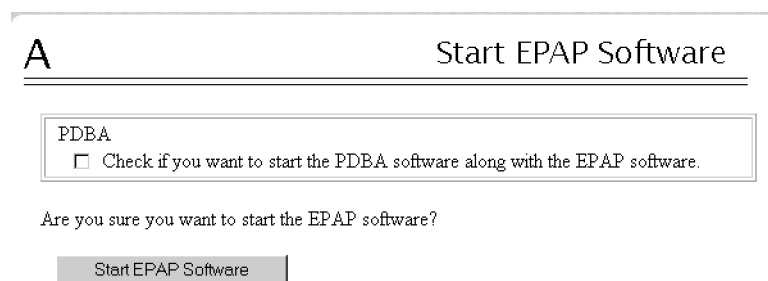 A
Start EPAP Software
PDBA
Check if you want to start the PDBA software along with the EPAP software.
Are you sure you want to start the EPAP software?
Start EPAP Software